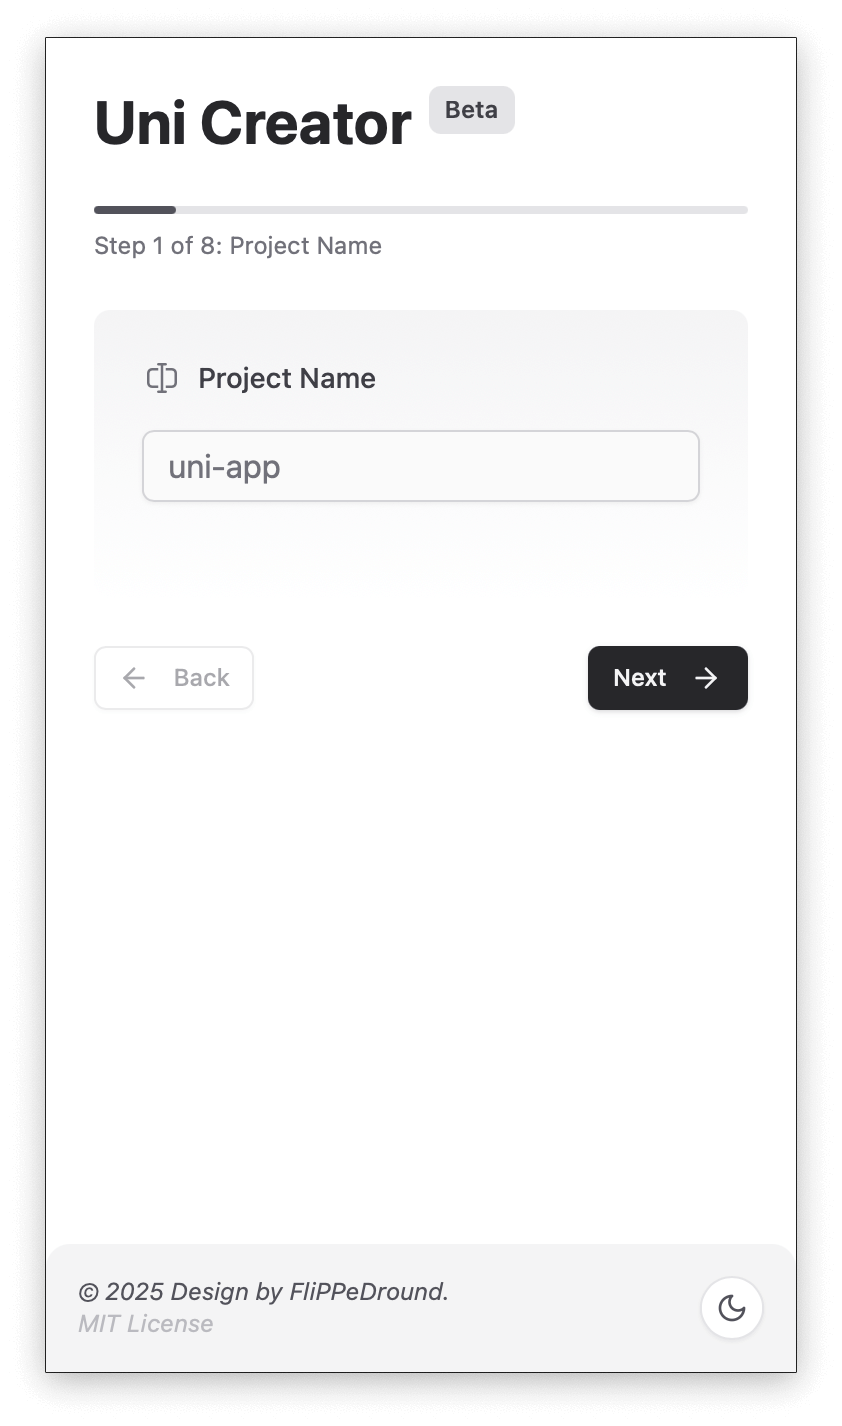 Uni Creator Beta
Step 1 of 8: Project Name
Project Name
uni-app
Back
Next
© 2025 Design by FliPPeDround.
MIT License